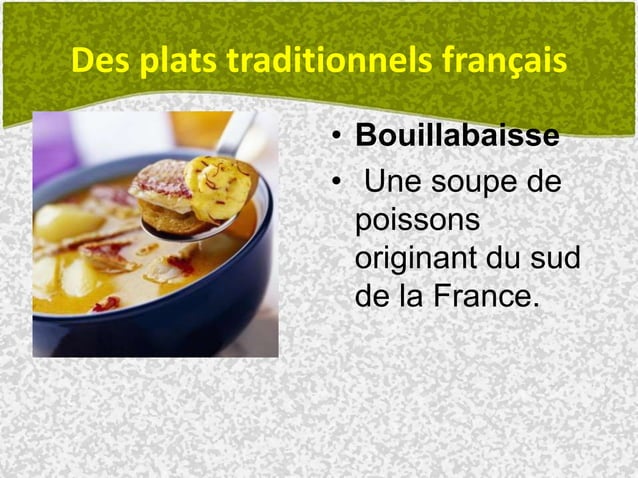 Des plats traditionnels français
• Bouillabaisse
• Une soupe de
poissons
originant du sud
de la France.